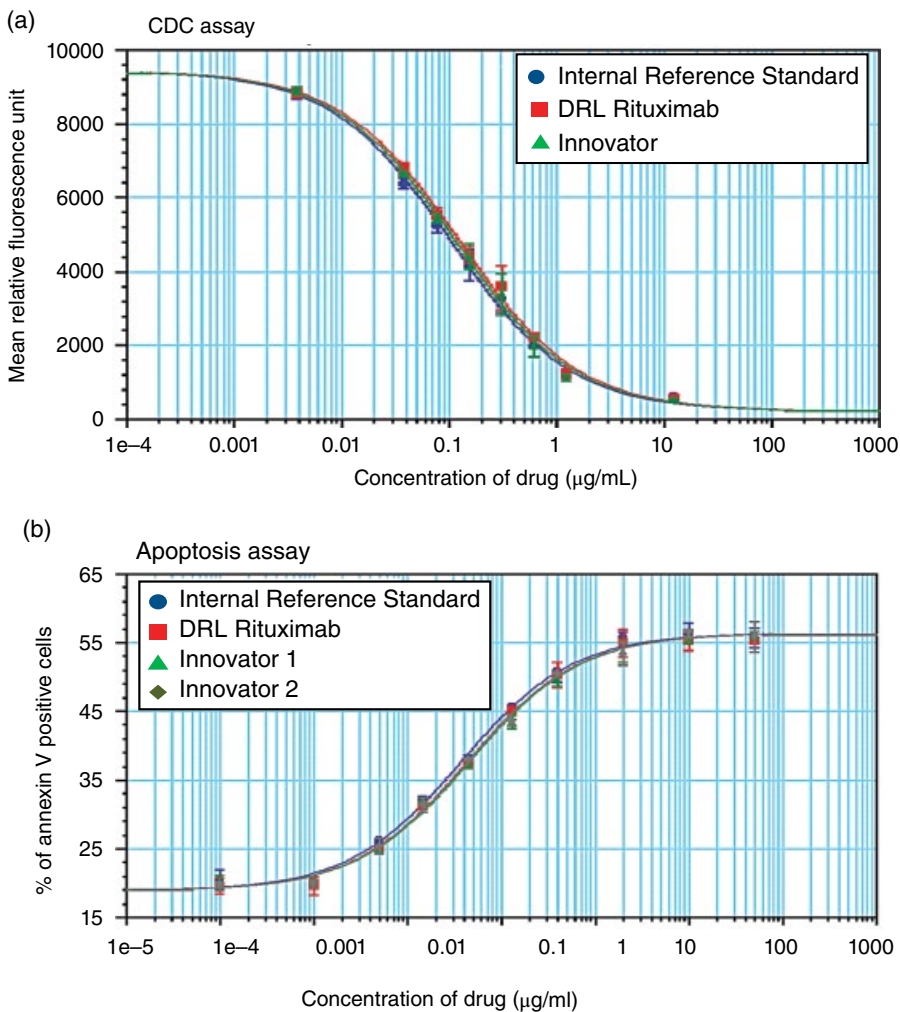 (a)
CDC assay
10000
8000
6000
4000
2000
0
Mean relative fluorescence unit
Internal Reference Standard
DRL Rituximab
Innovator
1e–4 0.001 0.01 0.1 1 10 100 1000
Concentration of drug (μg/mL)
(b)
Apoptosis assay
65
55
45
35
25
15
% of annexin V positive cells
Internal Reference Standard
DRL Rituximab
Innovator 1
Innovator 2
1e–5 1e–4 0.001 0.01 0.1 1 10 100 1000
Concentration of drug (μg/ml)